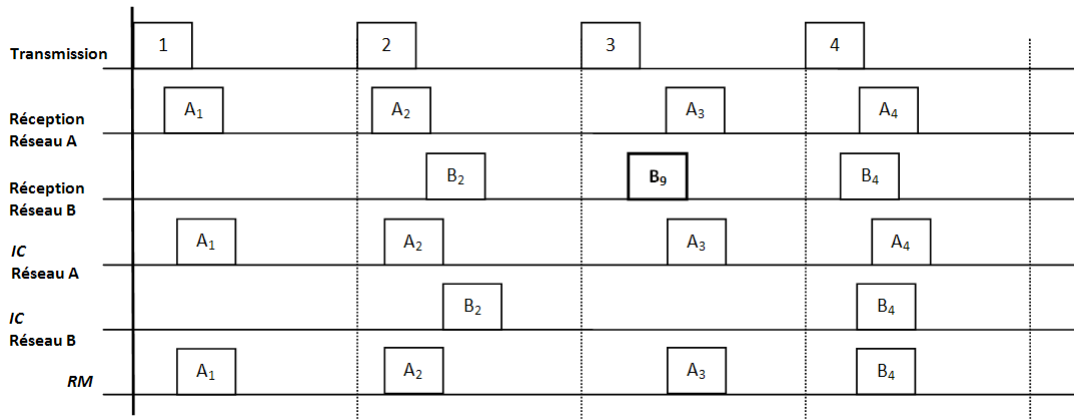 Transmission 1 2 3 4
Réception
Réseau A
A₁ A₂ A₃ A₄
Réception
Réseau B
B₂ B₉ B₄
IC
Réseau A
A₁ A₂ A₃ A₄
IC
Réseau B
B₂ B₄
RM A₁ A₂ A₃ B₄